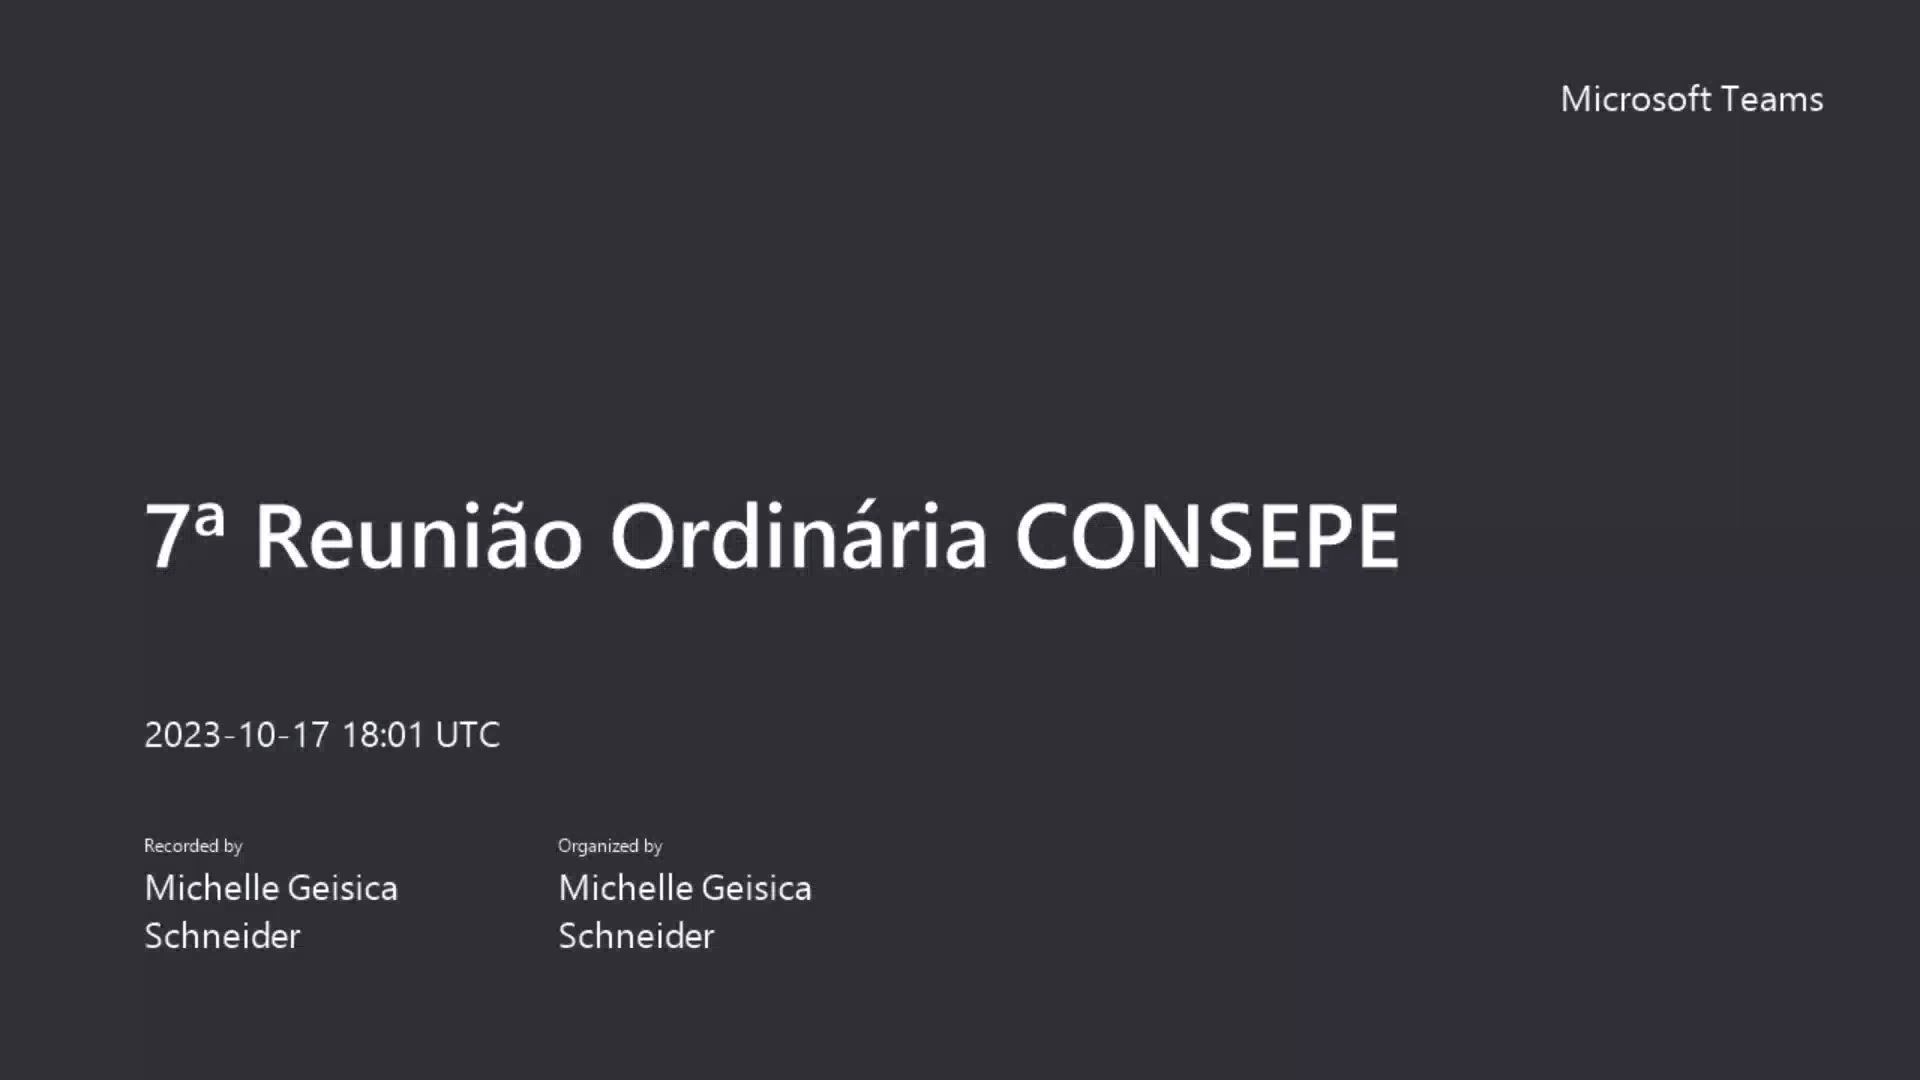 Microsoft Teams
7ª Reunião Ordinária CONSEPE
2023-10-17 18:01 UTC
Recorded by
Michelle Geisica
Schneider
Organized by
Michelle Geisica
Schneider